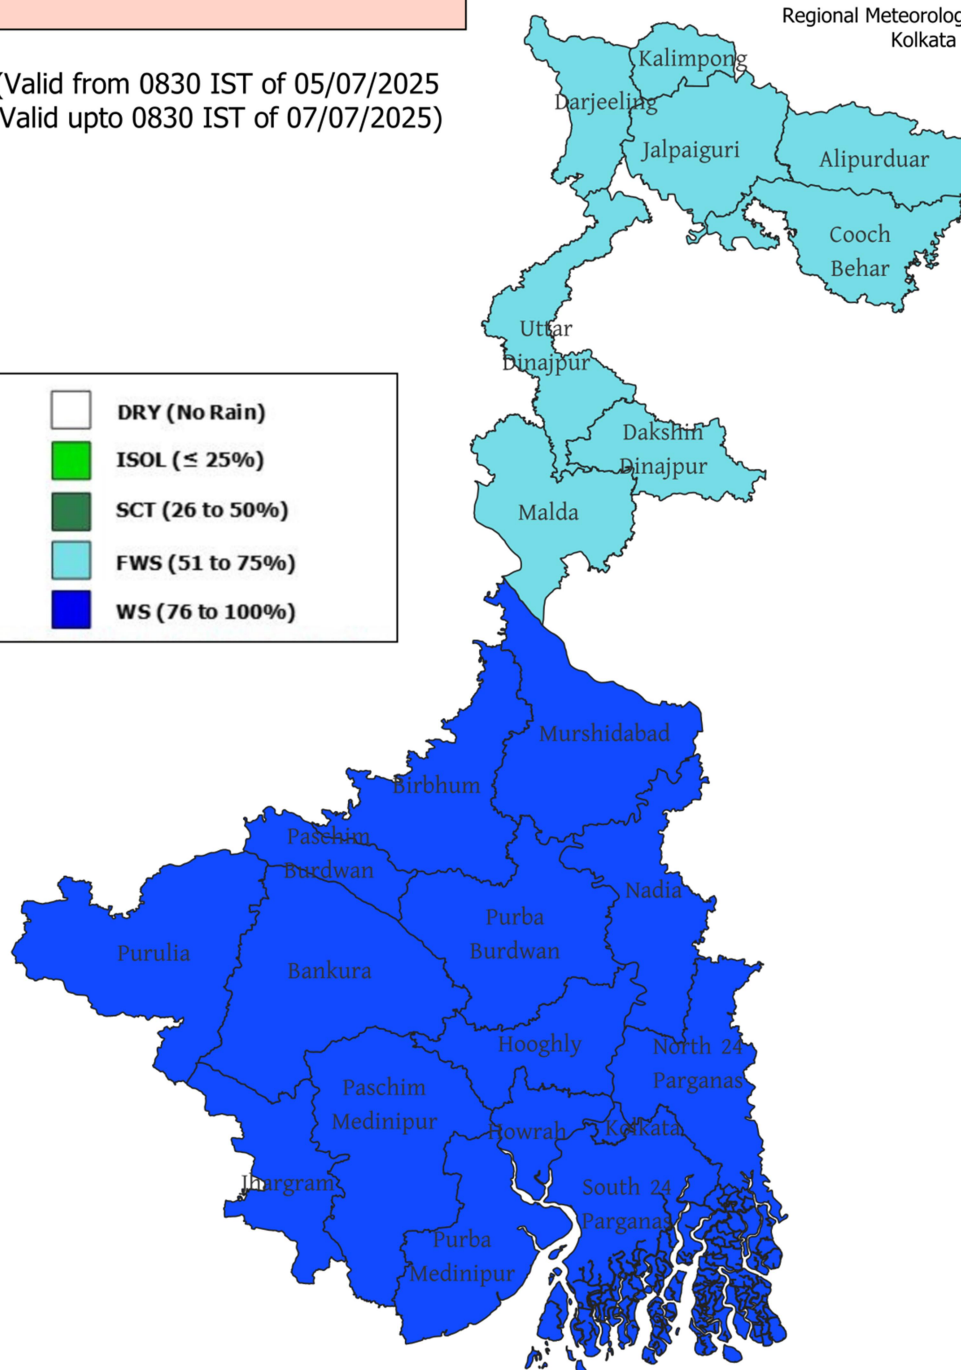 Regional Meteorolog
Kolkata
(Valid from 0830 IST of 05/07/2025
Valid upto 0830 IST of 07/07/2025)
Kalimpong
Darjeeling
Jalpaiguri
Alipurduar
Cooch
Behar
Uttar
Dinajpur
DRY (No Rain)
ISOL (≤ 25%)
SCT (26 to 50%)
FWS (51 to 75%)
WS (76 to 100%)
Dakshin
Dinajpur
Malda
Murshidabad
Birbhum
Paschim
Burdwan
Nadia
Purba
Burdwan
Purulia
Bankura
Hooghly
North 24
Parganas
Paschim
Medinipur
Howrah
Kolkata
Jhargram
South 24
Parganas
Purba
Medinipur